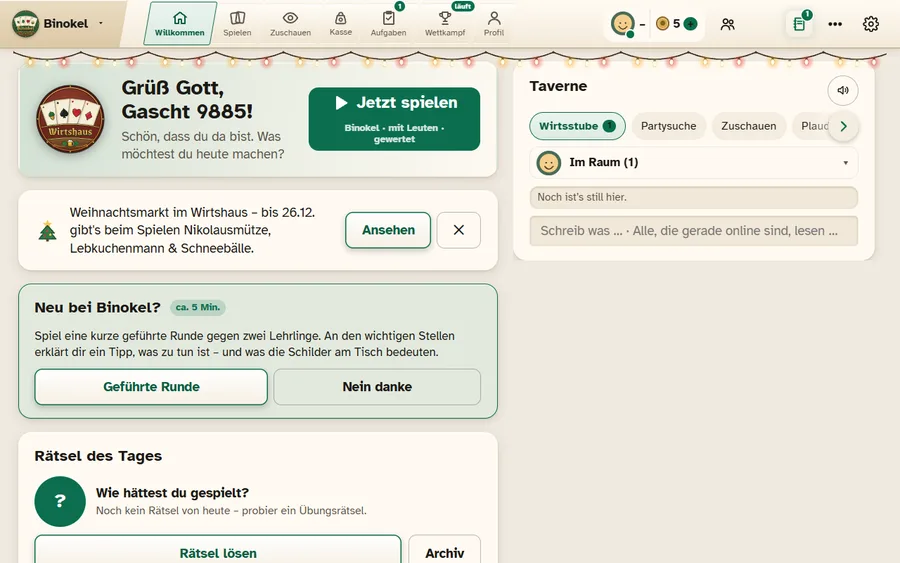 Binokel
Willkommen
Spielen
Zuschauen
Kasse
1
Aufgaben
läuft
Wettkampf
Profil
–
5
1
Wirtshaus
Grüß Gott,
Gascht 9885!
Schön, dass du da bist. Was
möchtest du heute machen?
Jetzt spielen
Binokel · mit Leuten ·
gewertet
Weihnachtsmarkt im Wirtshaus – bis 26.12.
gibt's beim Spielen Nikolausmütze,
Lebkuchenmann & Schneebälle.
Ansehen
Neu bei Binokel?
ca. 5 Min.
Spiel eine kurze geführte Runde gegen zwei Lehrlinge. An den wichtigen Stellen
erklärt dir ein Tipp, was zu tun ist – und was die Schilder am Tisch bedeuten.
Geführte Runde
Nein danke
Rätsel des Tages
?
Wie hättest du gespielt?
Noch kein Rätsel von heute – probier ein Übungsrätsel.
Rätsel lösen
Archiv
Taverne
Wirtsstube 1
Partysuche
Zuschauen
Plaud
Im Raum (1)
Noch ist's still hier.
Schreib was ... · Alle, die gerade online sind, lesen ...